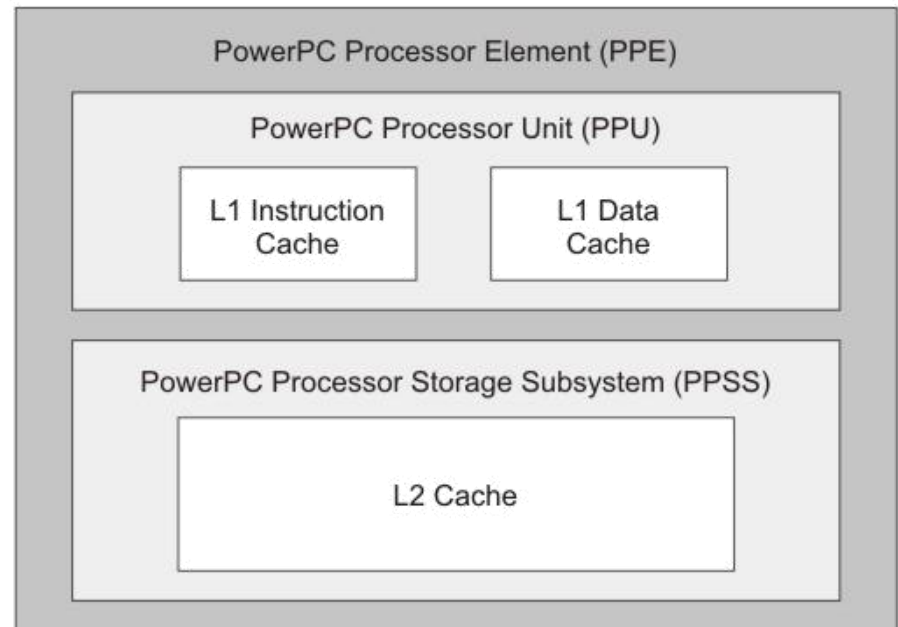 PowerPC Processor Element (PPE)
PowerPC Processor Unit (PPU)
L1 Instruction
Cache
L1 Data
Cache
PowerPC Processor Storage Subsystem (PPSS)
L2 Cache